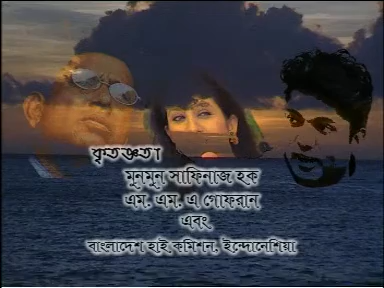 কৃতজ্ঞতা
মুনমুন সাফিনাজ হক
এম. এম. এ গোফরান
এবং
বাংলাদেশ হাই কমিশন, ইন্দোনেশিয়া